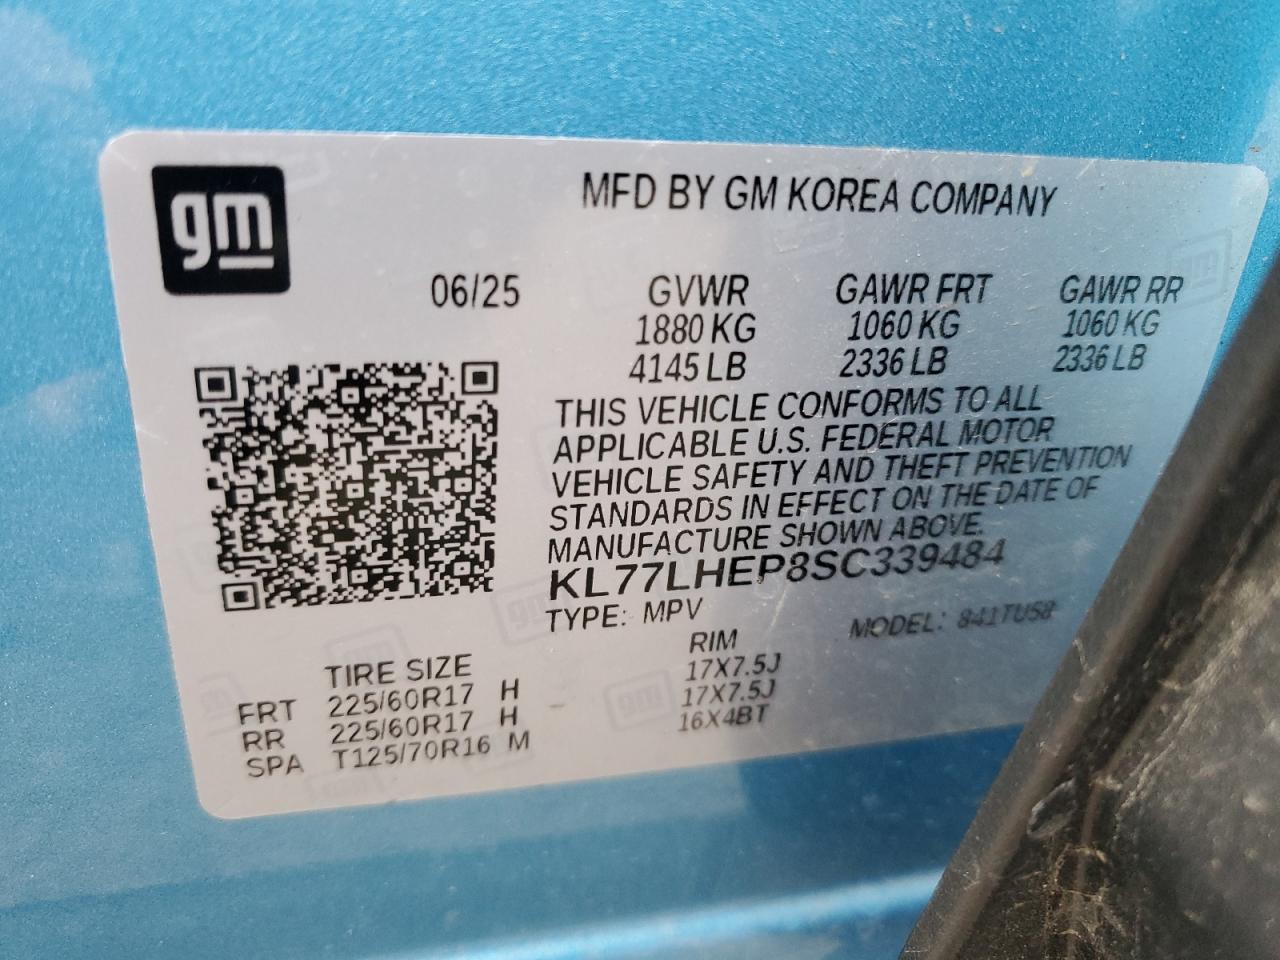 gm
MFD BY GM KOREA COMPANY
06/25
GVWR GAWR FRT GAWR RR
1880 KG 1060 KG 1060 KG
4145 LB 2336 LB 2336 LB
THIS VEHICLE CONFORMS TO ALL
APPLICABLE U.S. FEDERAL MOTOR
VEHICLE SAFETY AND THEFT PREVENTION
STANDARDS IN EFFECT ON THE DATE OF
MANUFACTURE SHOWN ABOVE.
KL77LHEP8SC339484
TYPE: MPV MODEL: 841TU58
TIRE SIZE RIM
FRT 225/60R17 H 17X7.5J
RR 225/60R17 H 17X7.5J
SPA T125/70R16 M 16X4BT